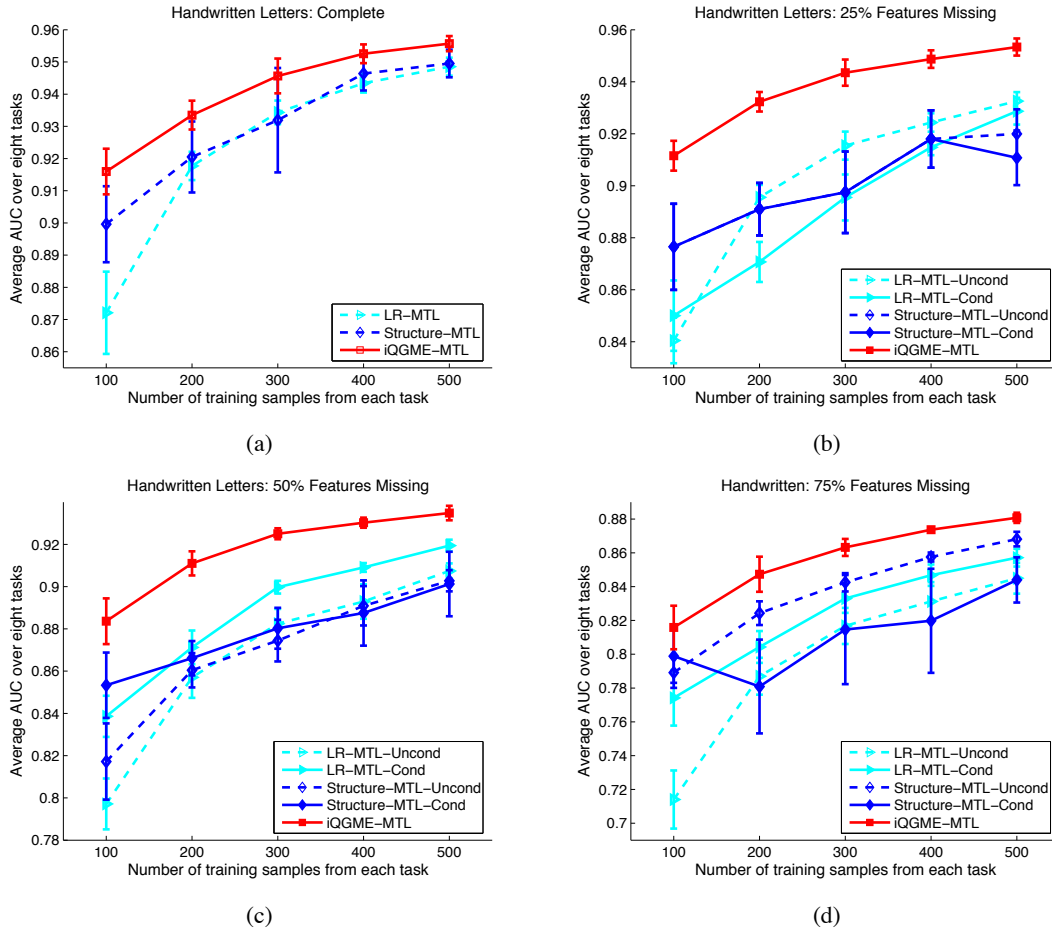 Handwritten Letters: Complete
Average AUC over eight tasks
0.96
0.95
0.94
0.93
0.92
0.91
0.9
0.89
0.88
0.87
0.86
LR-MTL
Structure-MTL
iQGME-MTL
100 200 300 400 500
Number of training samples from each task
(a)
Handwritten Letters: 25% Features Missing
Average AUC over eight tasks
0.96
0.94
0.92
0.9
0.88
0.86
0.84
LR-MTL-Uncond
LR-MTL-Cond
Structure-MTL-Uncond
Structure-MTL-Cond
iQGME-MTL
100 200 300 400 500
Number of training samples from each task
(b)
Handwritten Letters: 50% Features Missing
Average AUC over eight tasks
0.92
0.9
0.88
0.86
0.84
0.82
0.8
0.78
LR-MTL-Uncond
LR-MTL-Cond
Structure-MTL-Uncond
Structure-MTL-Cond
iQGME-MTL
100 200 300 400 500
Number of training samples from each task
(c)
Handwritten: 75% Features Missing
Average AUC over eight tasks
0.88
0.86
0.84
0.82
0.8
0.78
0.76
0.74
0.72
0.7
LR-MTL-Uncond
LR-MTL-Cond
Structure-MTL-Uncond
Structure-MTL-Cond
iQGME-MTL
100 200 300 400 500
Number of training samples from each task
(d)